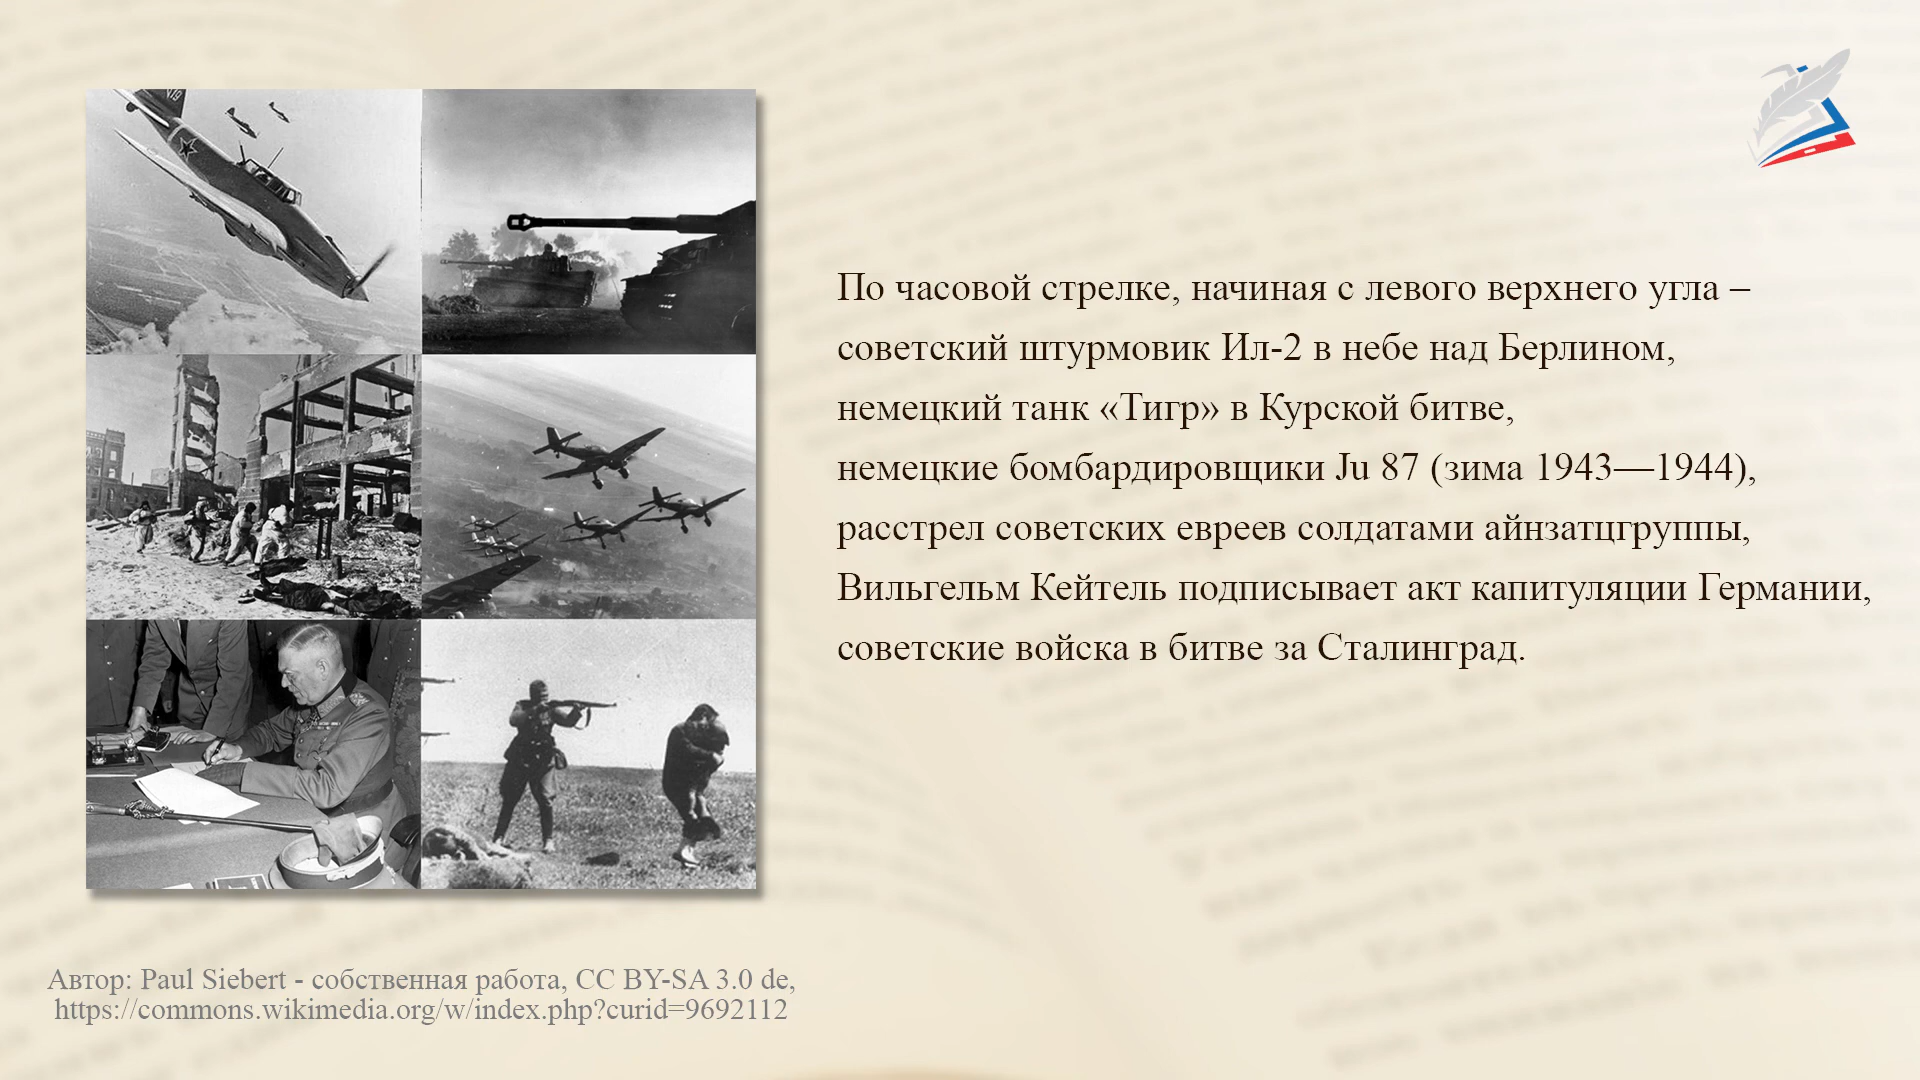 По часовой стрелке, начиная с левого верхнего угла –
советский штурмовик Ил-2 в небе над Берлином,
немецкий танк «Тигр» в Курской битве,
немецкие бомбардировщики Ju 87 (зима 1943—1944),
расстрел советских евреев солдатами айнзатцгруппы,
Вильгельм Кейтель подписывает акт капитуляции Германии,
советские войска в битве за Сталинград.
Автор: Paul Siebert - собственная работа, CC BY-SA 3.0 de,
https://commons.wikimedia.org/w/index.php?curid=9692112